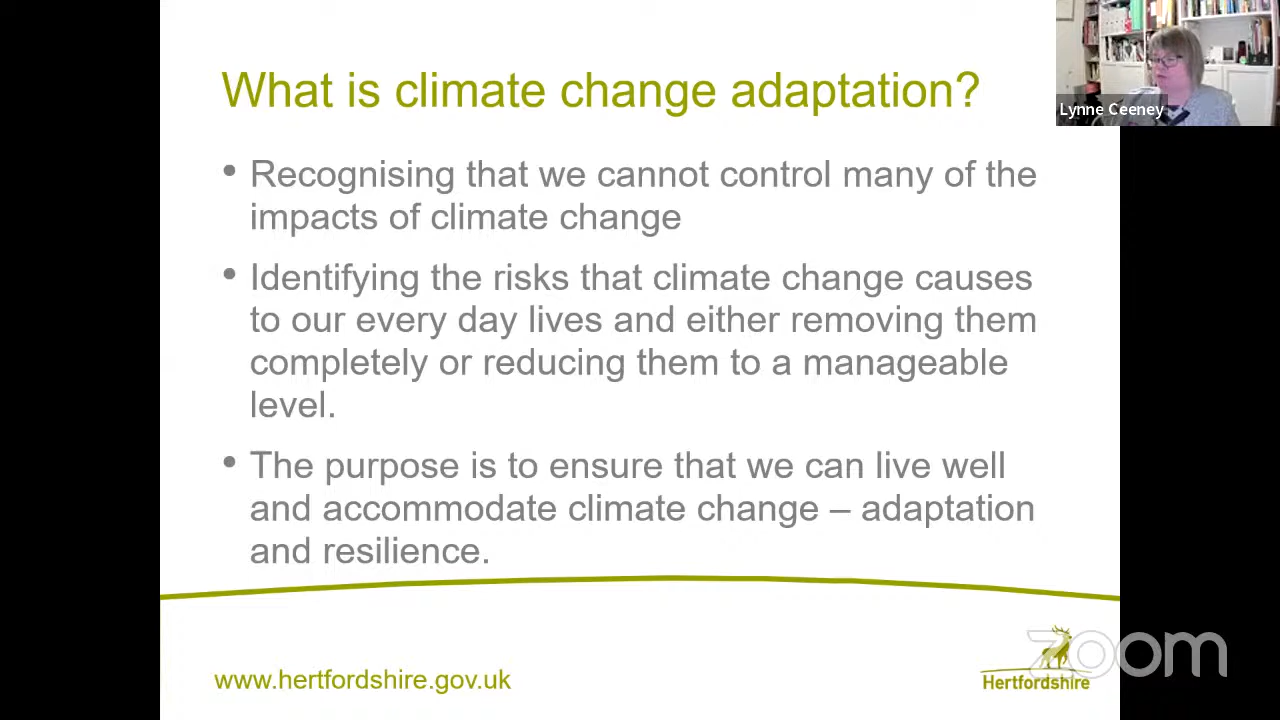 What is climate change adaptation?
Lynne Ceeney
• Recognising that we cannot control many of the
impacts of climate change
• Identifying the risks that climate change causes
to our every day lives and either removing them
completely or reducing them to a manageable
level.
• The purpose is to ensure that we can live well
and accommodate climate change – adaptation
and resilience.
zoom
www.hertfordshire.gov.uk
Hertfordshire